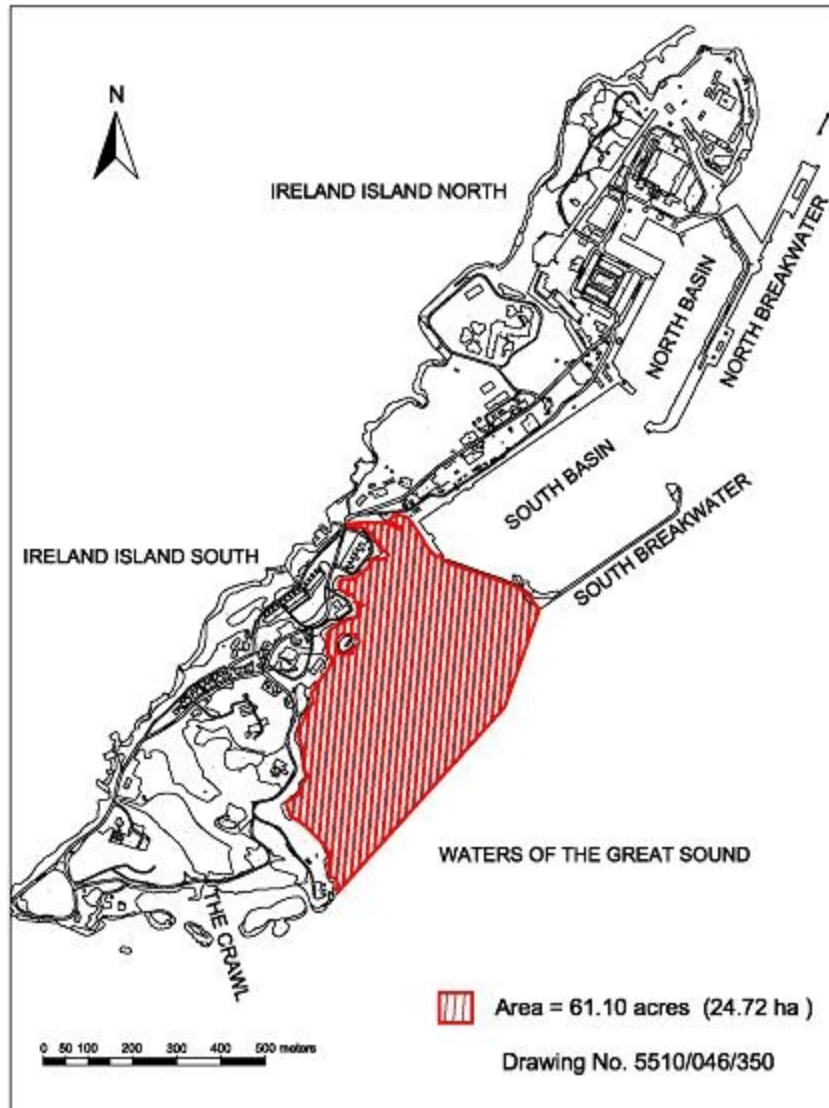 N
IRELAND ISLAND NORTH
NORTH BASIN
NORTH BREAKWATER
SOUTH BASIN
SOUTH BREAKWATER
IRELAND ISLAND SOUTH
WATERS OF THE GREAT SOUND
THE CRAWL
Area = 61.10 acres (24.72 ha )
0 50 100 200 300 400 500 meters
Drawing No. 5510/046/350